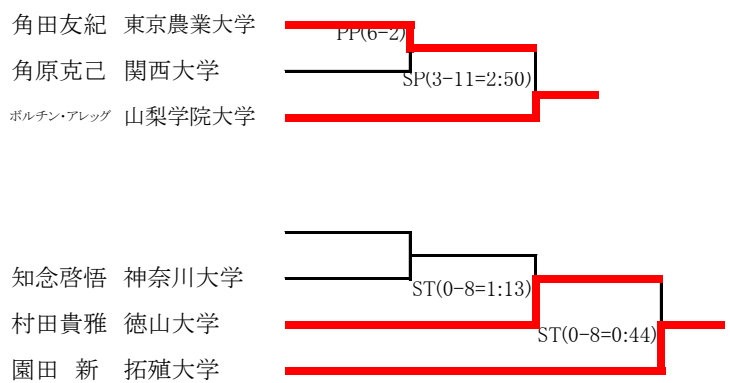 角田友紀 東京農業大学
PP(6-2)
角原克己 関西大学
SP(3-11=2:50)
ボルチン・アレッグ 山梨学院大学
知念啓悟 神奈川大学
ST(0-8=1:13)
村田貴雅 徳山大学
ST(0-8=0:44)
園田 新 拓殖大学